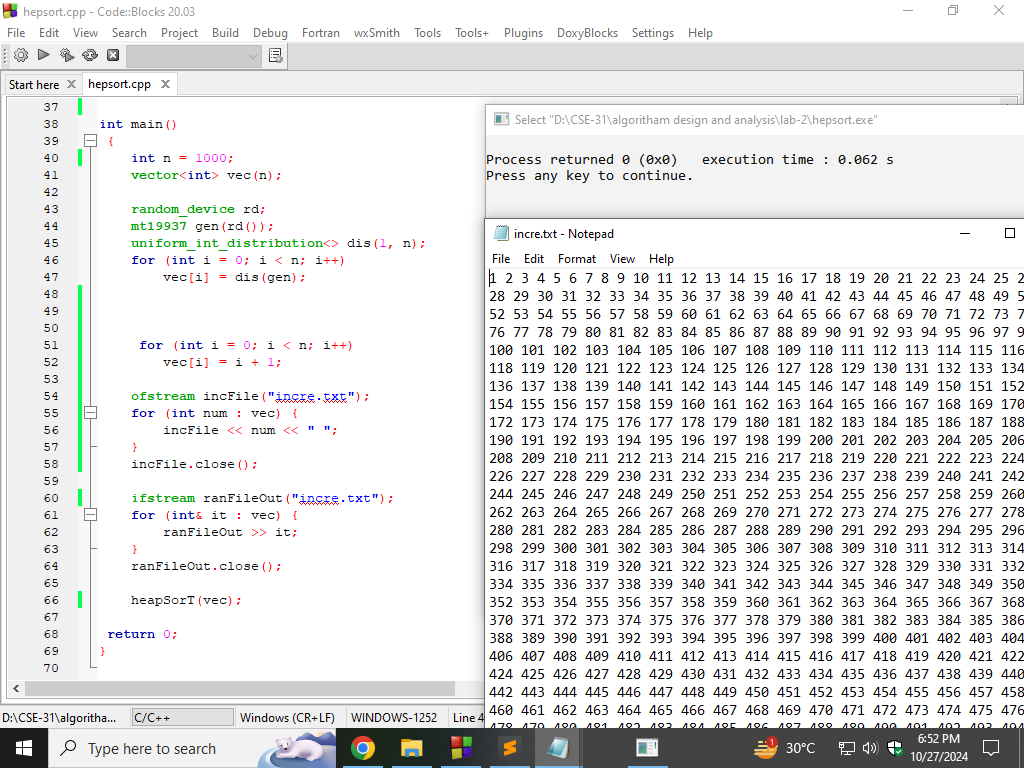 hepsort.cpp - Code::Blocks 20.03
File Edit View Search Project Build Debug Fortran wxSmith Tools Tools+ Plugins DoxyBlocks Settings Help
Start here
hepsort.cpp
37
38 int main()
39 {
40 int n = 1000;
41 vector<int> vec(n);
42
43 random_device rd;
44 mt19937 gen(rd());
45 uniform_int_distribution<> dis(1, n);
46 for (int i = 0; i < n; i++)
47 vec[i] = dis(gen);
48
49
50
51 for (int i = 0; i < n; i++)
52 vec[i] = i + 1;
53
54 ofstream incFile("incre.txt");
55 for (int num : vec) {
56 incFile << num << " ";
57 }
58 incFile.close();
59
60 ifstream ranFileOut("incre.txt");
61 for (int& it : vec) {
62 ranFileOut >> it;
63 }
64 ranFileOut.close();
65
66 heapSorT(vec);
67
68 return 0;
69 }
70
Select "D:\CSE-31\algoritham design and analysis\lab-2\hepsort.exe"
Process returned 0 (0x0) execution time : 0.062 s
Press any key to continue.
incre.txt - Notepad
File Edit Format View Help
1 2 3 4 5 6 7 8 9 10 11 12 13 14 15 16 17 18 19 20 21 22 23 24 25 2
28 29 30 31 32 33 34 35 36 37 38 39 40 41 42 43 44 45 46 47 48 49 5
52 53 54 55 56 57 58 59 60 61 62 63 64 65 66 67 68 69 70 71 72 73 7
76 77 78 79 80 81 82 83 84 85 86 87 88 89 90 91 92 93 94 95 96 97 9
100 101 102 103 104 105 106 107 108 109 110 111 112 113 114 115 116
118 119 120 121 122 123 124 125 126 127 128 129 130 131 132 133 134
136 137 138 139 140 141 142 143 144 145 146 147 148 149 150 151 152
154 155 156 157 158 159 160 161 162 163 164 165 166 167 168 169 170
172 173 174 175 176 177 178 179 180 181 182 183 184 185 186 187 188
190 191 192 193 194 195 196 197 198 199 200 201 202 203 204 205 206
208 209 210 211 212 213 214 215 216 217 218 219 220 221 222 223 224
226 227 228 229 230 231 232 233 234 235 236 237 238 239 240 241 242
244 245 246 247 248 249 250 251 252 253 254 255 256 257 258 259 260
262 263 264 265 266 267 268 269 270 271 272 273 274 275 276 277 278
280 281 282 283 284 285 286 287 288 289 290 291 292 293 294 295 296
298 299 300 301 302 303 304 305 306 307 308 309 310 311 312 313 314
316 317 318 319 320 321 322 323 324 325 326 327 328 329 330 331 332
334 335 336 337 338 339 340 341 342 343 344 345 346 347 348 349 350
352 353 354 355 356 357 358 359 360 361 362 363 364 365 366 367 368
370 371 372 373 374 375 376 377 378 379 380 381 382 383 384 385 386
388 389 390 391 392 393 394 395 396 397 398 399 400 401 402 403 404
406 407 408 409 410 411 412 413 414 415 416 417 418 419 420 421 422
424 425 426 427 428 429 430 431 432 433 434 435 436 437 438 439 440
442 443 444 445 446 447 448 449 450 451 452 453 454 455 456 457 458
460 461 462 463 464 465 466 467 468 469 470 471 472 473 474 475 476
478 479 480 481 482 483 484 485 486 487 488 489 490 491 492 493 494
D:\CSE-31\algoritha... C/C++ Windows (CR+LF) WINDOWS-1252 Line 4
Type here to search
1
30°C
6:52 PM
10/27/2024